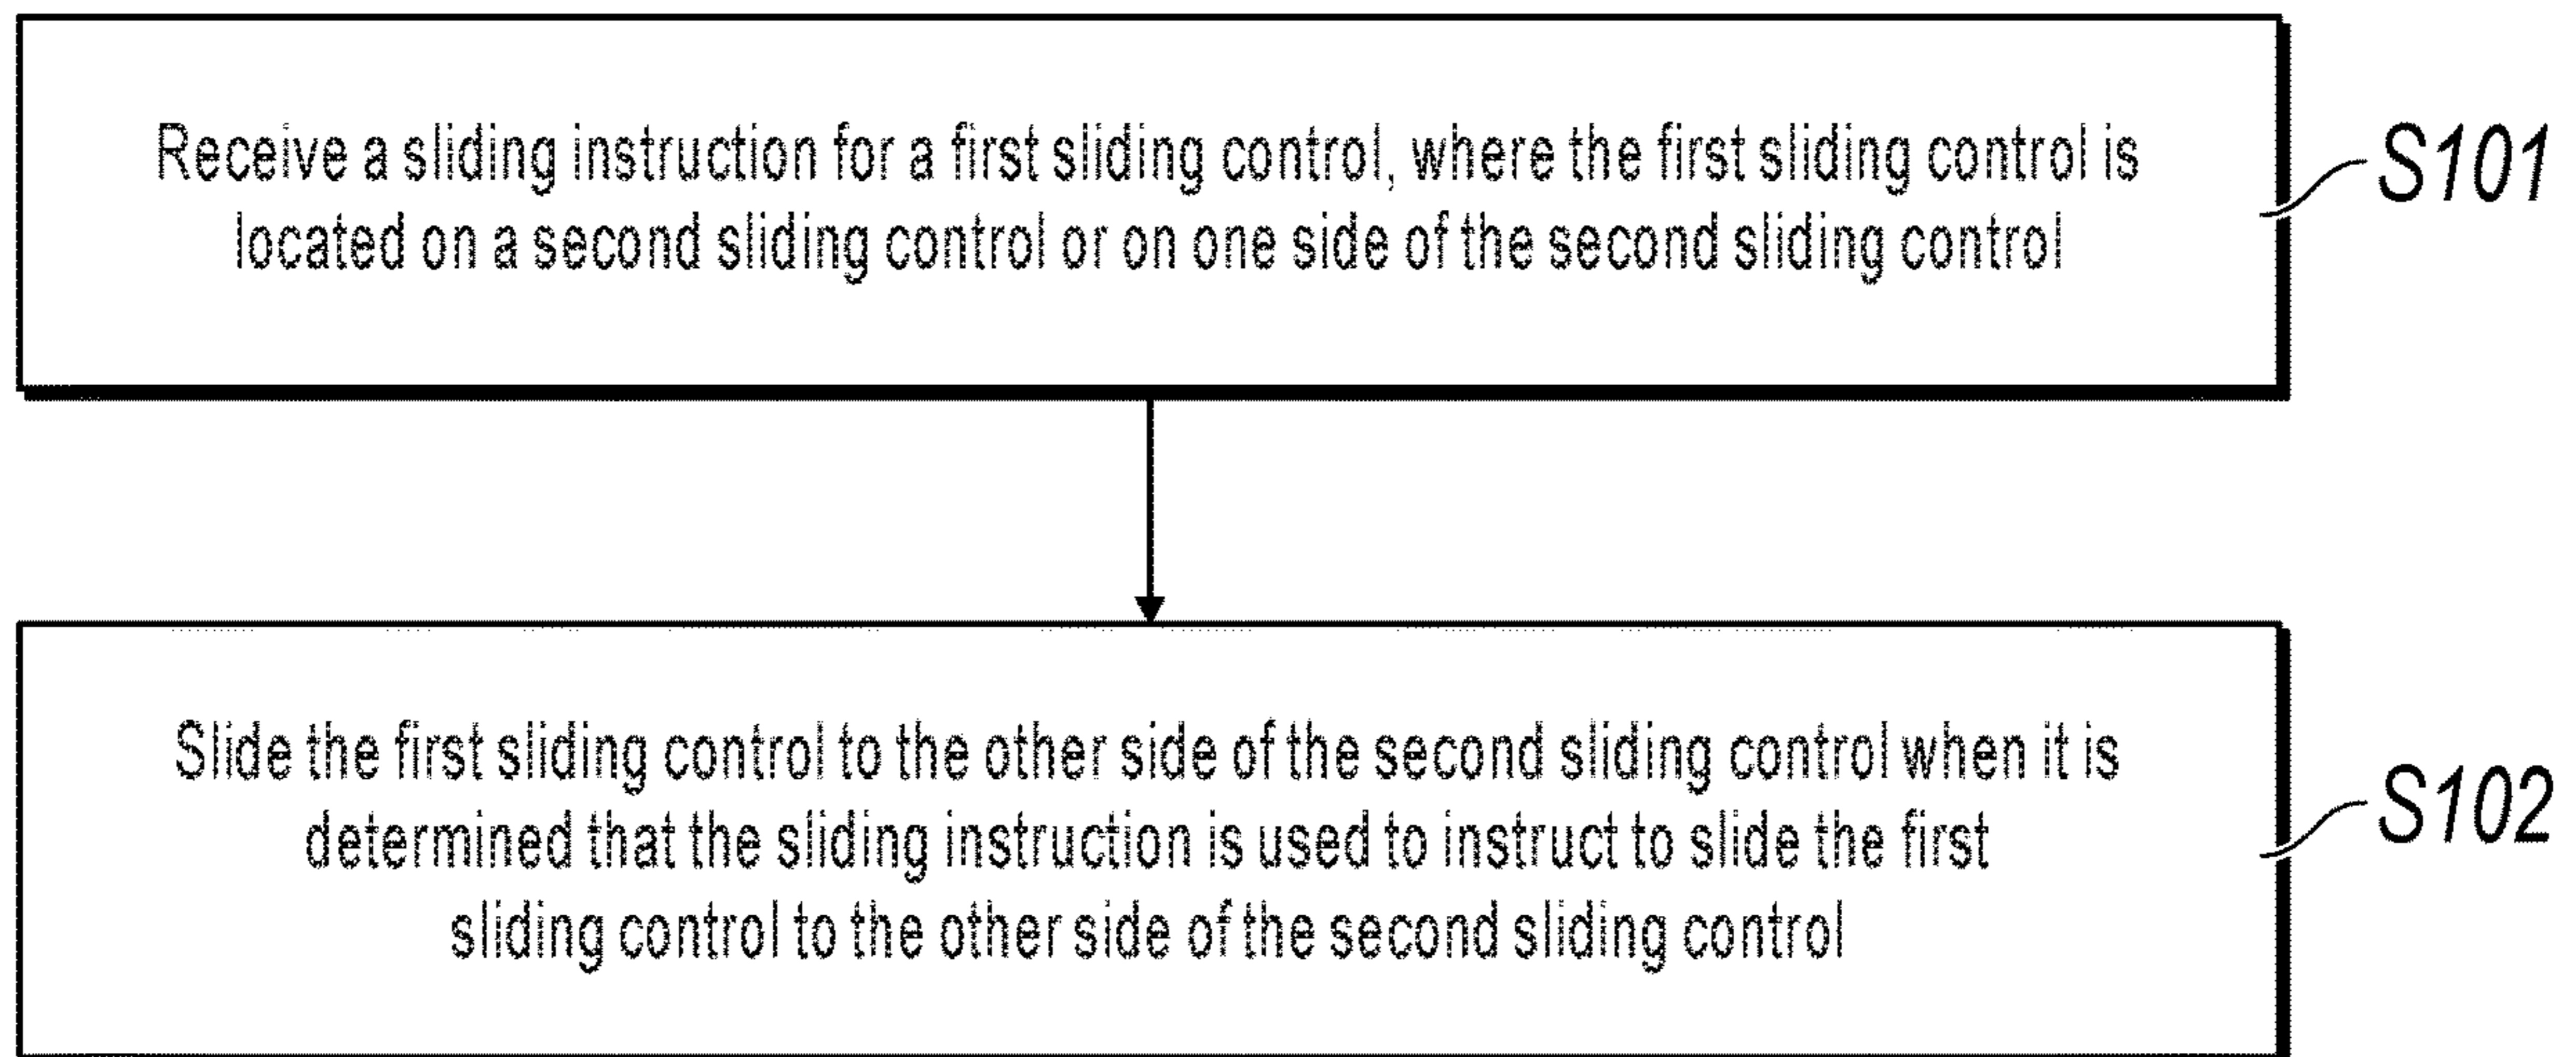 Receive a sliding instruction for a first sliding control, where the first sliding control is
located on a second sliding control or on one side of the second sliding control
S101
Slide the first sliding control to the other side of the second sliding control when it is
determined that the sliding instruction is used to instruct to slide the first
sliding control to the other side of the second sliding control
S102